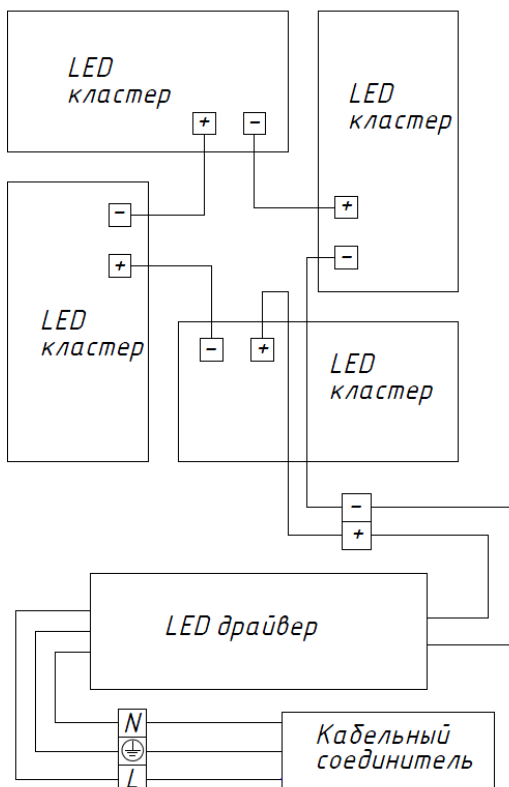 LED
кластер
+ -
LED
кластер
+
-
-
+
LED
кластер
- +
LED
кластер
-
+
LED драйвер
N
L
Кабельный
соединитель